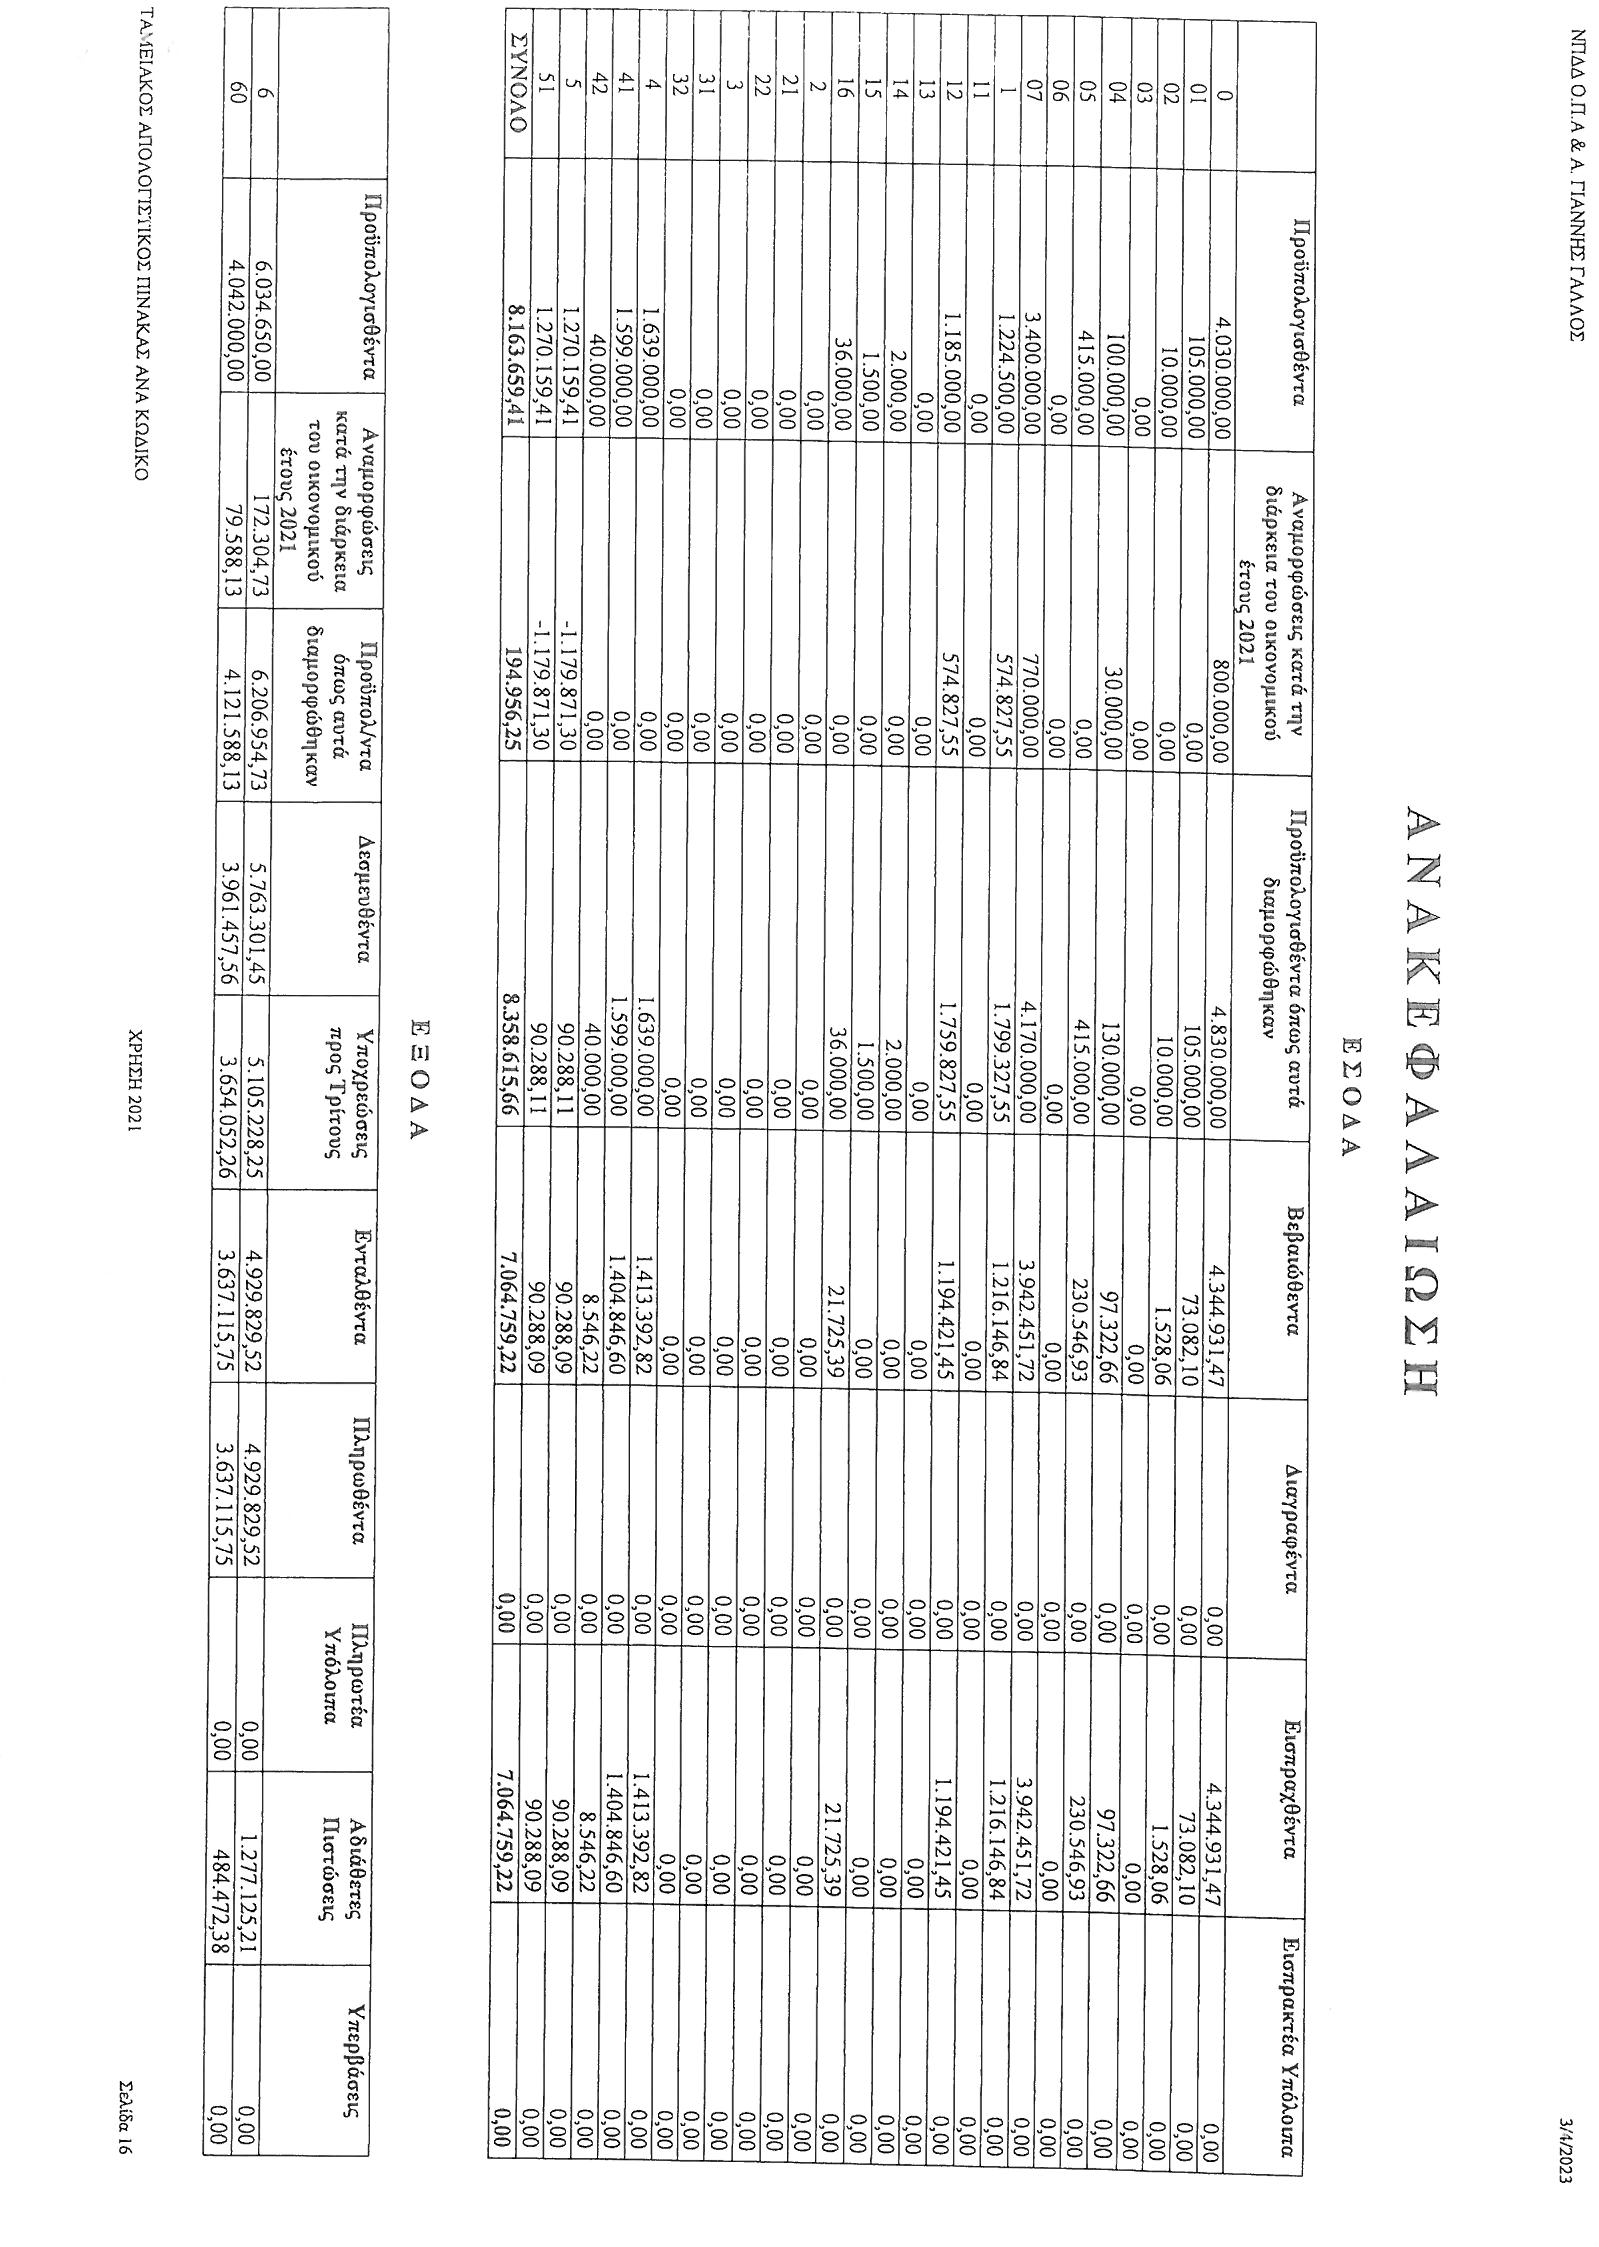 ΝΠΔΔ Ο.Π.Α & Α. ΓΙΑΝΝΗΣ ΓΑΛΛΟΣ 3/4/2023
ΑΝΑΚΕΦΑΛΑΙΩΣΗ
ΕΣΟΔΑ
Προϋπολογισθέντα Αναμορφώσεις κατά την διάρκεια του οικονομικού έτους 2021 Προϋπολογισθέντα όπως αυτά διαμορφώθηκαν Βεβαιώθεντα Διαγραφέντα Εισπραχθέντα Εισπρακτέα Υπόλοιπα
0 4.030.000,00 800.000,00 4.830.000,00 4.344.931,47 0,00 4.344.931,47 0,00
01 105.000,00 0,00 105.000,00 73.082,10 0,00 73.082,10 0,00
02 10.000,00 0,00 10.000,00 1.528,06 0,00 1.528,06 0,00
03 0,00 0,00 0,00 0,00 0,00 0,00 0,00
04 100.000,00 30.000,00 130.000,00 97.322,66 0,00 97.322,66 0,00
05 415.000,00 0,00 415.000,00 230.546,93 0,00 230.546,93 0,00
06 0,00 0,00 0,00 0,00 0,00 0,00 0,00
07 3.400.000,00 770.000,00 4.170.000,00 3.942.451,72 0,00 3.942.451,72 0,00
1 1.224.500,00 574.827,55 1.799.327,55 1.216.146,84 0,00 1.216.146,84 0,00
11 0,00 0,00 0,00 0,00 0,00 0,00 0,00
12 1.185.000,00 574.827,55 1.759.827,55 1.194.421,45 0,00 1.194.421,45 0,00
13 0,00 0,00 0,00 0,00 0,00 0,00 0,00
14 2.000,00 0,00 2.000,00 0,00 0,00 0,00 0,00
15 1.500,00 0,00 1.500,00 0,00 0,00 0,00 0,00
16 36.000,00 0,00 36.000,00 21.725,39 0,00 21.725,39 0,00
2 0,00 0,00 0,00 0,00 0,00 0,00 0,00
21 0,00 0,00 0,00 0,00 0,00 0,00 0,00
22 0,00 0,00 0,00 0,00 0,00 0,00 0,00
3 0,00 0,00 0,00 0,00 0,00 0,00 0,00
31 0,00 0,00 0,00 0,00 0,00 0,00 0,00
32 0,00 0,00 0,00 0,00 0,00 0,00 0,00
4 1.639.000,00 0,00 1.639.000,00 1.413.392,82 0,00 1.413.392,82 0,00
41 1.599.000,00 0,00 1.599.000,00 1.404.846,60 0,00 1.404.846,60 0,00
42 40.000,00 0,00 40.000,00 8.546,22 0,00 8.546,22 0,00
5 1.270.159,41 -1.179.871,30 90.288,11 90.288,09 0,00 90.288,09 0,00
51 1.270.159,41 -1.179.871,30 90.288,11 90.288,09 0,00 90.288,09 0,00
ΣΥΝΟΛΟ 8.163.659,41 194.956,25 8.358.615,66 7.064.759,22 0,00 7.064.759,22 0,00
ΕΞΟΔΑ
Προϋπολογισθέντα Αναμορφώσεις κατά την διάρκεια του οικονομικού έτους 2021 Προϋπολ/ντα όπως αυτά διαμορφώθηκαν Δεσμευθέντα Υποχρεώσεις προς Τρίτους Ενταλθέντα Πληρωθέντα Πληρωτέα Υπόλοιπα Αδιάθετες Πιστώσεις Υπερβάσεις
6 6.034.650,00 172.304,73 6.206.954,73 5.763.301,45 5.105.228,25 4.929.829,52 4.929.829,52 0,00 1.277.125,21 0,00
60 4.042.000,00 79.588,13 4.121.588,13 3.961.457,56 3.654.052,26 3.637.115,75 3.637.115,75 0,00 484.472,38 0,00
ΤΑΜΕΙΑΚΟΣ ΑΠΟΛΟΓΙΣΤΙΚΟΣ ΠΙΝΑΚΑΣ ΑΝΑ ΚΩΔΙΚΟ ΧΡΗΣΗ 2021 Σελίδα 16